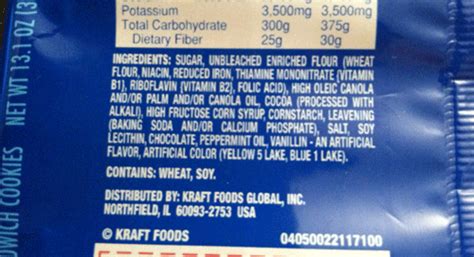 Potassium 3,500mg 3,500mg
Total Carbohydrate 300g 375g
Dietary Fiber 25g 30g
INGREDIENTS: SUGAR, UNBLEACHED ENRICHED FLOUR (WHEAT
FLOUR, NIACIN, REDUCED IRON, THIAMINE MONONITRATE {VITAMIN
B1}, RIBOFLAVIN {VITAMIN B2}, FOLIC ACID), HIGH OLEIC CANOLA
AND/OR PALM AND/OR CANOLA OIL, COCOA (PROCESSED WITH
ALKALI), HIGH FRUCTOSE CORN SYRUP, CORNSTARCH, LEAVENING
(BAKING SODA AND/OR CALCIUM PHOSPHATE), SALT, SOY
LECITHIN, CHOCOLATE, PEPPERMINT OIL, VANILLIN - AN ARTIFICIAL
FLAVOR, ARTIFICIAL COLOR (YELLOW 5 LAKE, BLUE 1 LAKE).
CONTAINS: WHEAT, SOY.
DISTRIBUTED BY: KRAFT FOODS GLOBAL, INC.
NORTHFIELD, IL 60093-2753 USA
© KRAFT FOODS 04050022117100
COOKIES NET WT 13.1 OZ